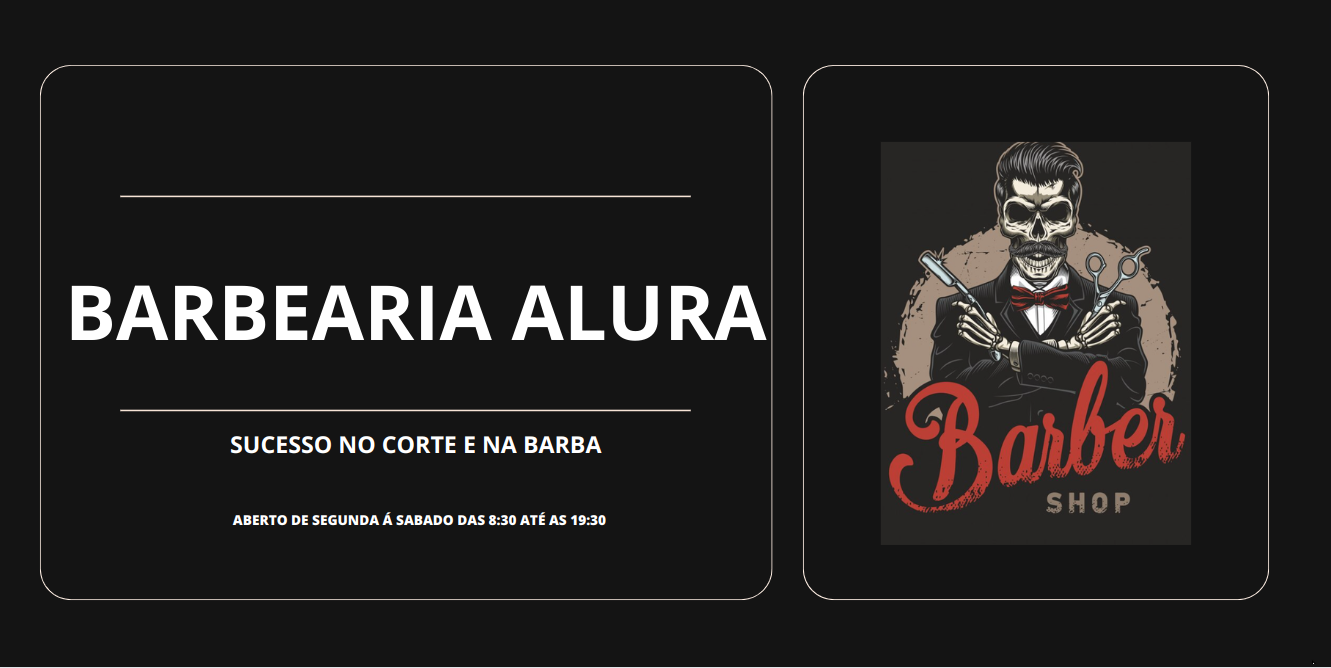 BARBEARIA ALURA
SUCESSO NO CORTE E NA BARBA
ABERTO DE SEGUNDA Á SABADO DAS 8:30 ATÉ AS 19:30
Barber
SHOP